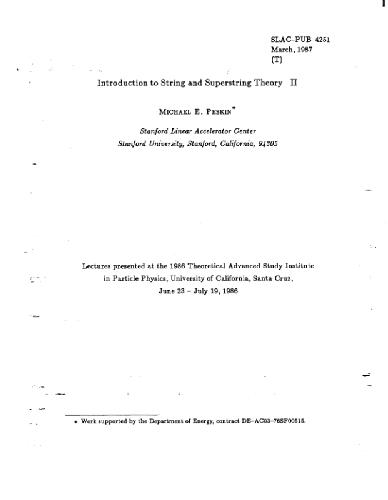 SLAC-PUB-4251
March, 1987
(T)
Introduction to String and Superstring Theory II
MICHAEL E. PESKIN*
Stanford Linear Accelerator Center
Stanford University, Stanford, California, 94305
Lectures presented at the 1986 Theoretical Advanced Study Institute
in Particle Physics, University of California, Santa Cruz,
June 23 – July 19, 1986
* Work supported by the Department of Energy, contract DE-AC03-76SF00515.